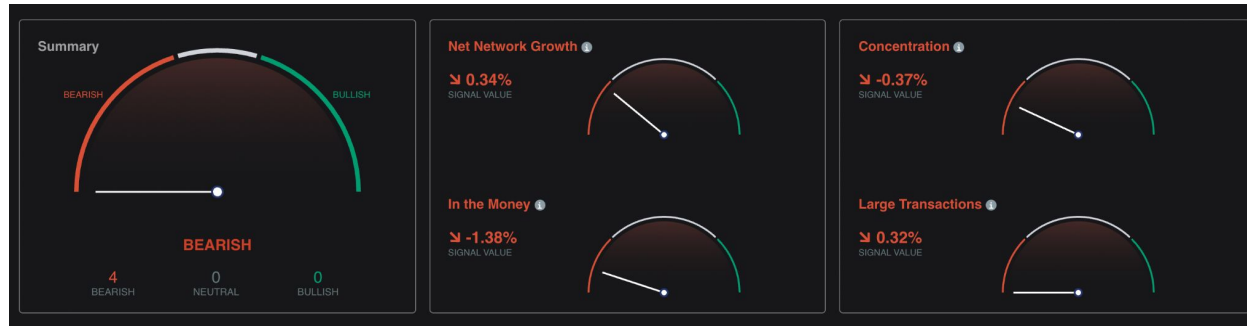 Summary
BEARISH
BULLISH
BEARISH
4
BEARISH
0
NEUTRAL
0
BULLISH
Net Network Growth
0.34%
SIGNAL VALUE
In the Money
-1.38%
SIGNAL VALUE
Concentration
-0.37%
SIGNAL VALUE
Large Transactions
0.32%
SIGNAL VALUE